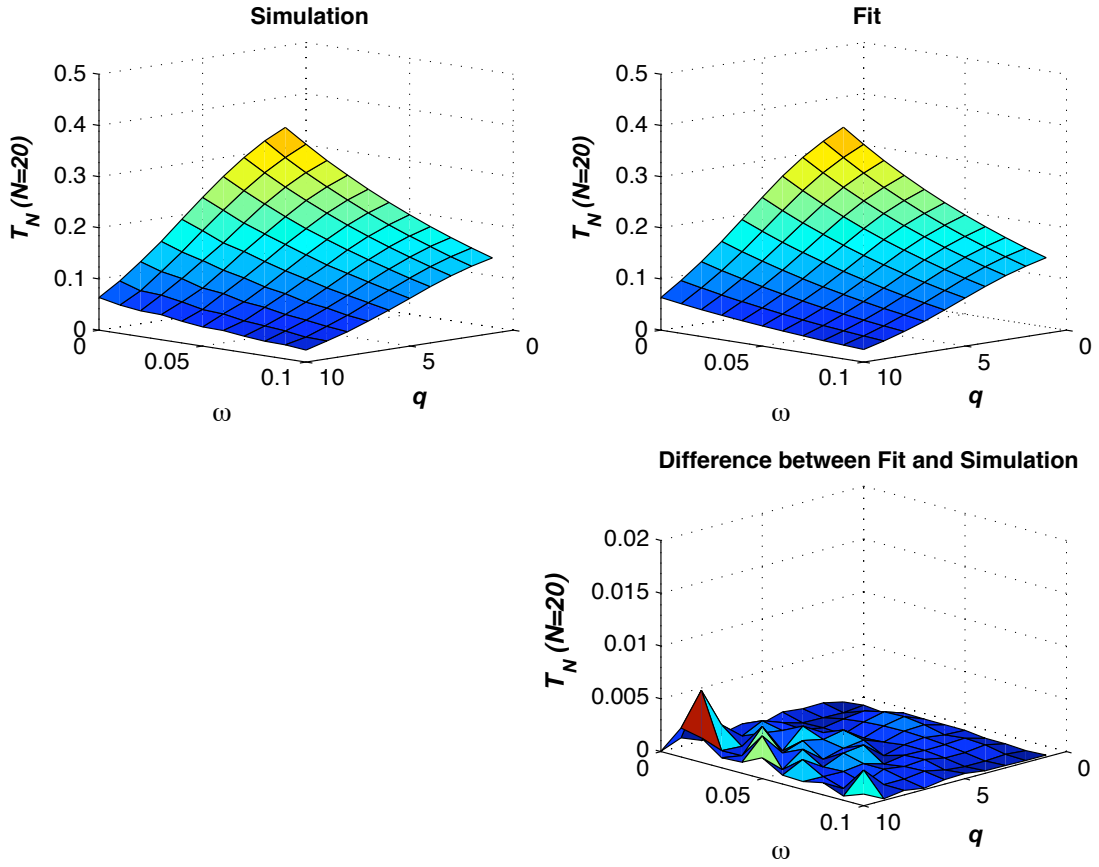 Simulation
0.5
0.4
0.3
0.2
0.1
0
T_N (N=20)
0
0.05
0.1
ω
10
5
0
q
Fit
0.5
0.4
0.3
0.2
0.1
0
T_N (N=20)
0
0.05
0.1
ω
10
5
0
q
Difference between Fit and Simulation
0.02
0.015
0.01
0.005
0
T_N (N=20)
0
0.05
0.1
ω
10
5
0
q